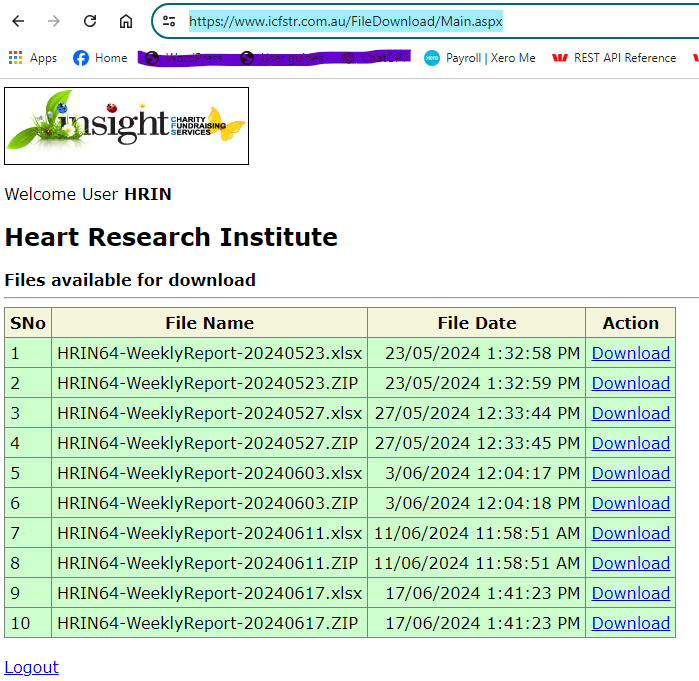 https://www.icfstr.com.au/FileDownload/Main.aspx
Apps Home WordPress User guides ChatGPT Payroll | Xero Me REST API Reference
insight CHARITY FUNDRAISING SERVICES
Welcome User HRIN
Heart Research Institute
Files available for download
SNo File Name File Date Action
1 HRIN64-WeeklyReport-20240523.xlsx 23/05/2024 1:32:58 PM Download
2 HRIN64-WeeklyReport-20240523.ZIP 23/05/2024 1:32:59 PM Download
3 HRIN64-WeeklyReport-20240527.xlsx 27/05/2024 12:33:44 PM Download
4 HRIN64-WeeklyReport-20240527.ZIP 27/05/2024 12:33:45 PM Download
5 HRIN64-WeeklyReport-20240603.xlsx 3/06/2024 12:04:17 PM Download
6 HRIN64-WeeklyReport-20240603.ZIP 3/06/2024 12:04:18 PM Download
7 HRIN64-WeeklyReport-20240611.xlsx 11/06/2024 11:58:51 AM Download
8 HRIN64-WeeklyReport-20240611.ZIP 11/06/2024 11:58:51 AM Download
9 HRIN64-WeeklyReport-20240617.xlsx 17/06/2024 1:41:23 PM Download
10 HRIN64-WeeklyReport-20240617.ZIP 17/06/2024 1:41:23 PM Download
Logout